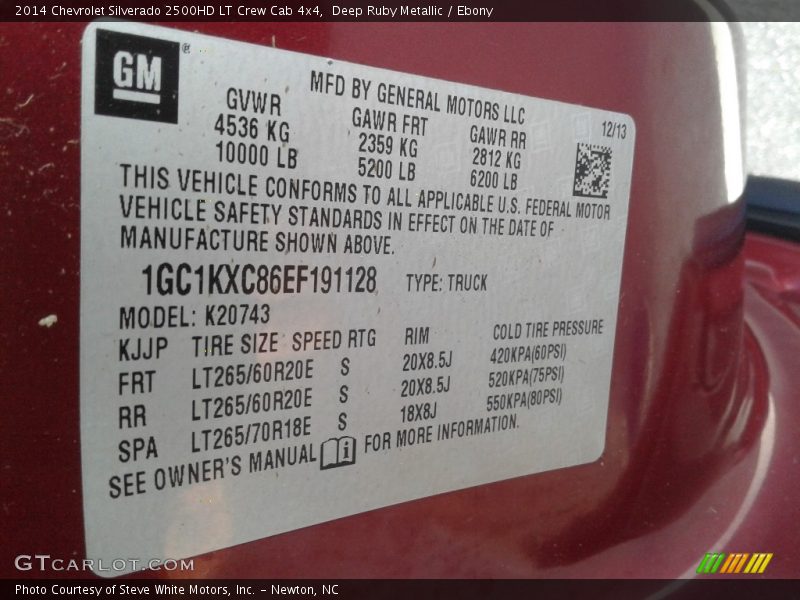 2014 Chevrolet Silverado 2500HD LT Crew Cab 4x4,  Deep Ruby Metallic / Ebony
GM ®
MFD BY GENERAL MOTORS LLC
12/13
GVWR GAWR FRT GAWR RR
4536 KG 2359 KG 2812 KG
10000 LB 5200 LB 6200 LB
THIS VEHICLE CONFORMS TO ALL APPLICABLE U.S. FEDERAL MOTOR
VEHICLE SAFETY STANDARDS IN EFFECT ON THE DATE OF
MANUFACTURE SHOWN ABOVE.
1GC1KXC86EF191128 TYPE: TRUCK
MODEL: K20743
KJJP TIRE SIZE SPEED RTG RIM COLD TIRE PRESSURE
FRT LT265/60R20E S 20X8.5J 420KPA(60PSI)
RR LT265/60R20E S 20X8.5J 520KPA(75PSI)
SPA LT265/70R18E S 18X8J 550KPA(80PSI)
SEE OWNER'S MANUAL i FOR MORE INFORMATION.
GTCARLOT.COM
Photo Courtesy of Steve White Motors, Inc. – Newton, NC